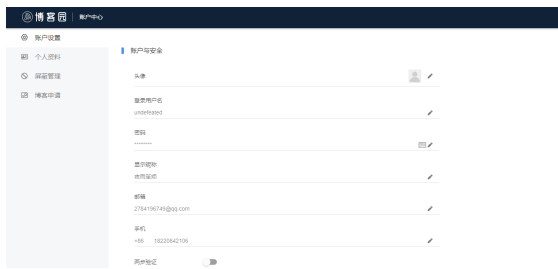 博客园 | 账户中心
账户设置
个人资料
屏蔽管理
博客申请
账户与安全
头像
登录用户名
undefeated
密码
********
显示昵称
邮箱
2784196749@qq.com
手机
+86 18220842106
两步验证